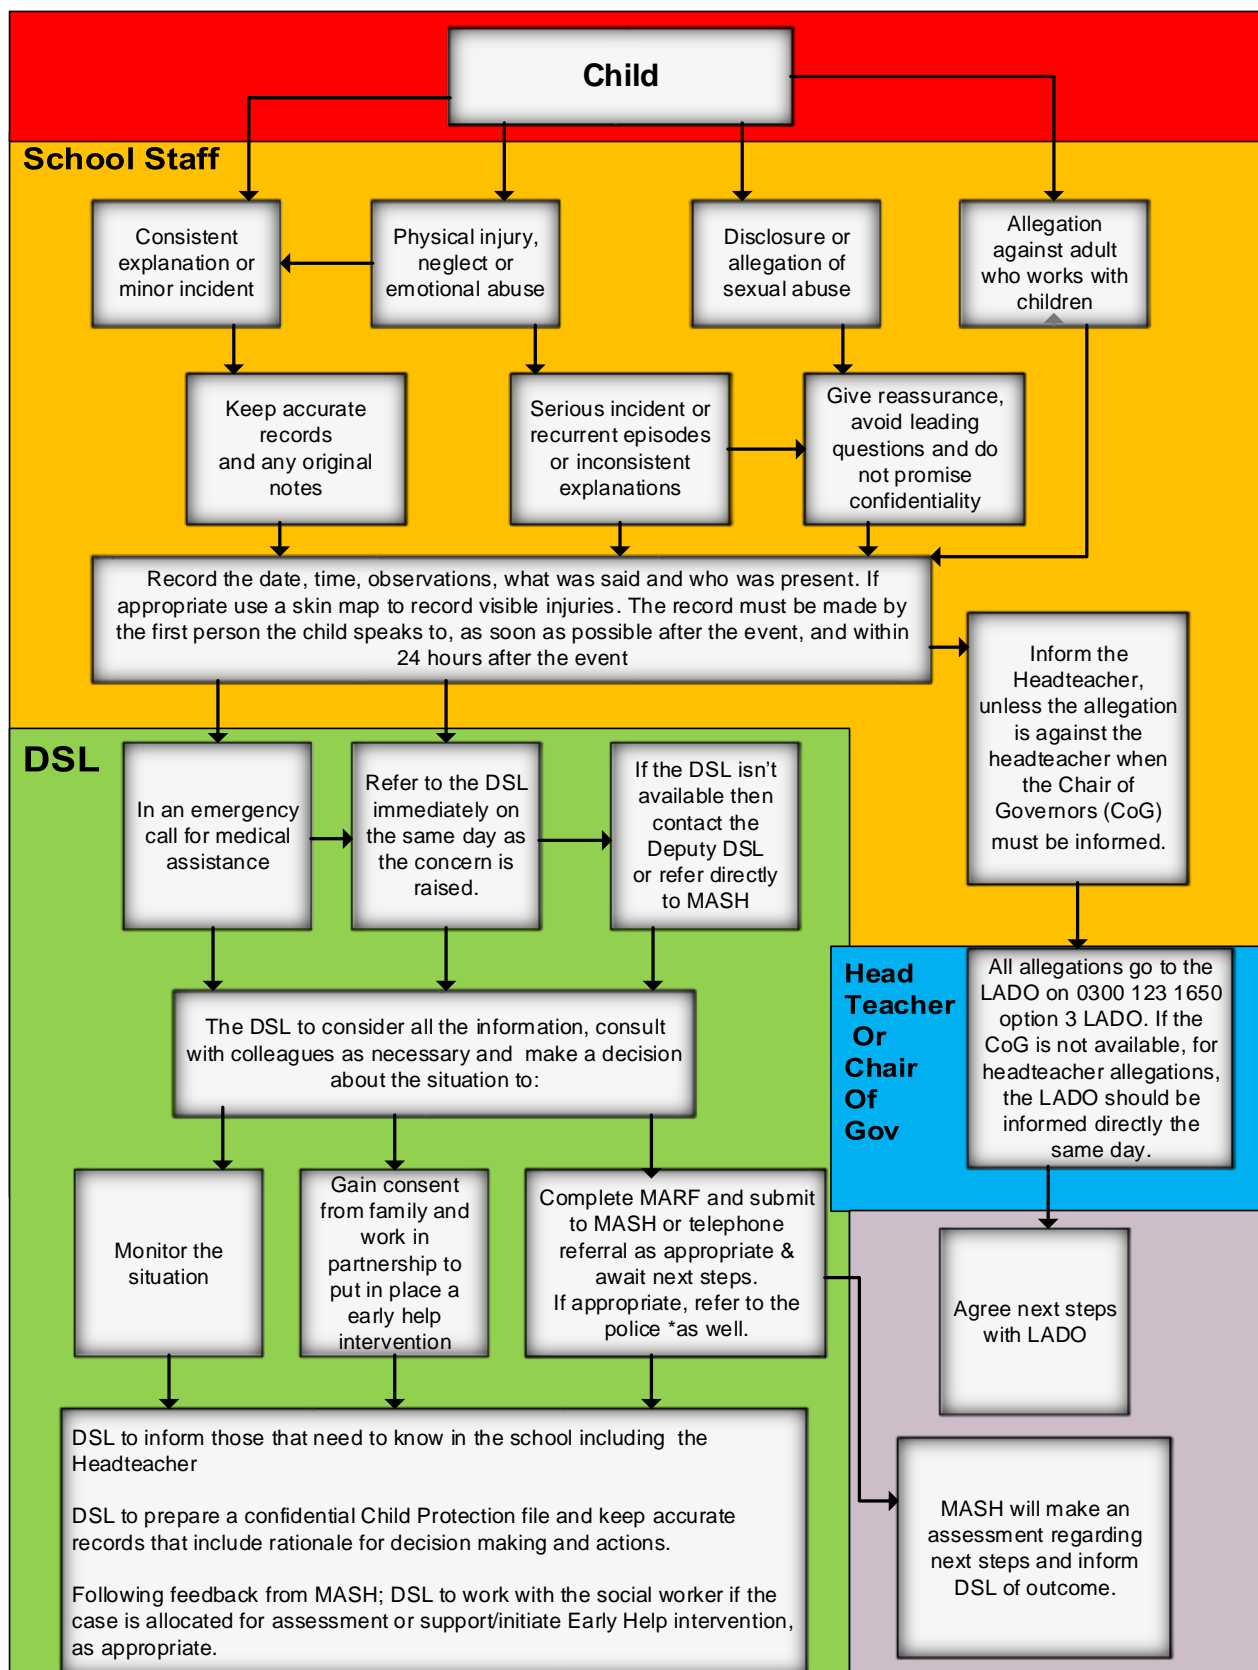 Child
School Staff
Consistent
explanation or
minor incident
Physical injury,
neglect or
emotional abuse
Disclosure or
allegation of
sexual abuse
Allegation
against adult
who works with
children
Keep accurate
records
and any original
notes
Serious incident or
recurrent episodes
or inconsistent
explanations
Give reassurance,
avoid leading
questions and do
not promise
confidentiality
Record the date, time, observations, what was said and who was present. If
appropriate use a skin map to record visible injuries. The record must be made by
the first person the child speaks to, as soon as possible after the event, and within
24 hours after the event
Inform the
Headteacher,
unless the allegation
is against the
headteacher when
the Chair of
Governors (CoG)
must be informed.
DSL
In an emergency
call for medical
assistance
Refer to the DSL
immediately on
the same day as
the concern is
raised.
If the DSL isn't
available then
contact the
Deputy DSL
or refer directly
to MASH
Head
Teacher
Or
Chair
Of
Gov
All allegations go to the
LADO on 0300 123 1650
option 3 LADO. If the
CoG is not available, for
headteacher allegations,
the LADO should be
informed directly the
same day.
The DSL to consider all the information, consult
with colleagues as necessary and make a decision
about the situation to:
Monitor the
situation
Gain consent
from family and
work in
partnership to
put in place a
early help
intervention
Complete MARF and submit
to MASH or telephone
referral as appropriate &
await next steps.
If appropriate, refer to the
police *as well.
Agree next steps
with LADO
DSL to inform those that need to know in the school including the
Headteacher
DSL to prepare a confidential Child Protection file and keep accurate
records that include rationale for decision making and actions.
Following feedback from MASH; DSL to work with the social worker if the
case is allocated for assessment or support/initiate Early Help intervention,
as appropriate.
MASH will make an
assessment regarding
next steps and inform
DSL of outcome.